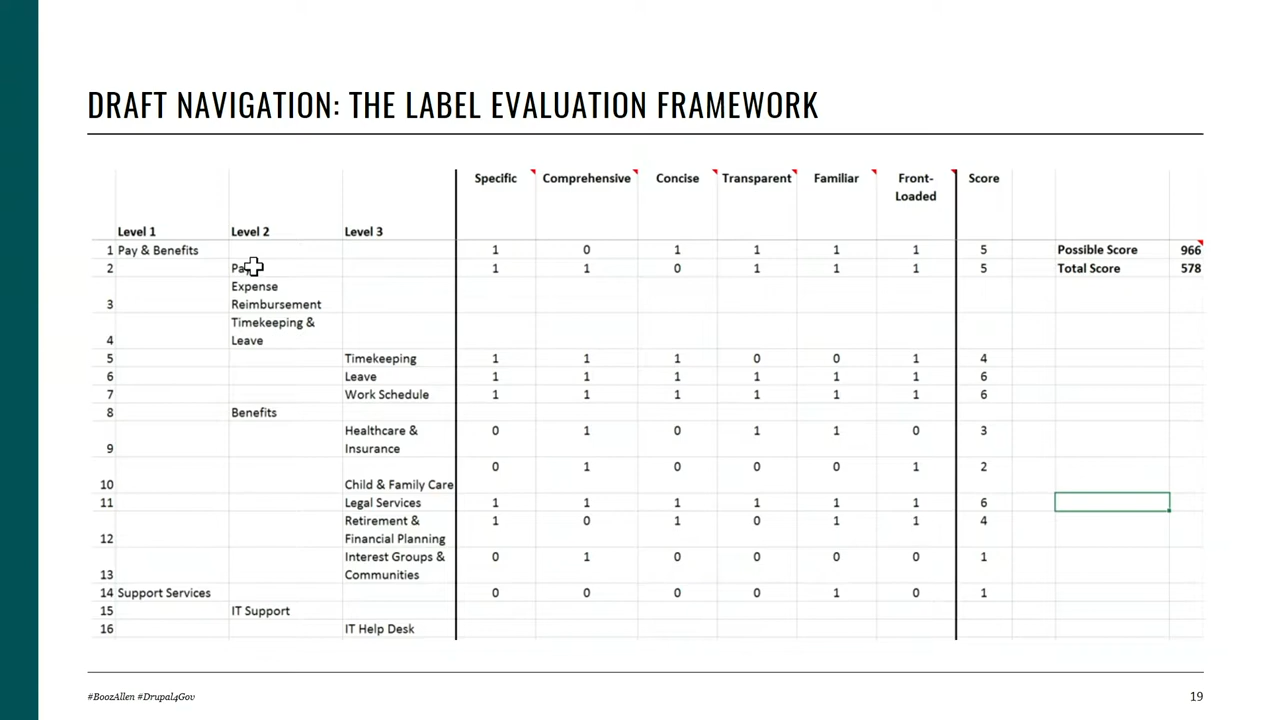 DRAFT NAVIGATION: THE LABEL EVALUATION FRAMEWORK
Level 1 Level 2 Level 3 Specific Comprehensive Concise Transparent Familiar Front-Loaded Score
1 Pay & Benefits 1 0 1 1 1 1 5 Possible Score 966
2 1 1 0 1 1 1 5 Total Score 578
3 Expense Reimbursement
4 Timekeeping & Leave
5 Timekeeping 1 1 1 0 0 1 4
6 Leave 1 1 1 1 1 1 6
7 Work Schedule 1 1 1 1 1 1 6
8 Benefits
9 Healthcare & Insurance 0 1 0 1 1 0 3
10 Child & Family Care 0 1 0 0 0 1 2
11 Legal Services 1 1 1 1 1 1 6
12 Retirement & Financial Planning 1 0 1 0 1 1 4
13 Interest Groups & Communities 0 1 0 0 0 0 1
14 Support Services 0 0 0 0 1 0 1
15 IT Support
16 IT Help Desk
#BoozAllen #Drupal4Gov
19